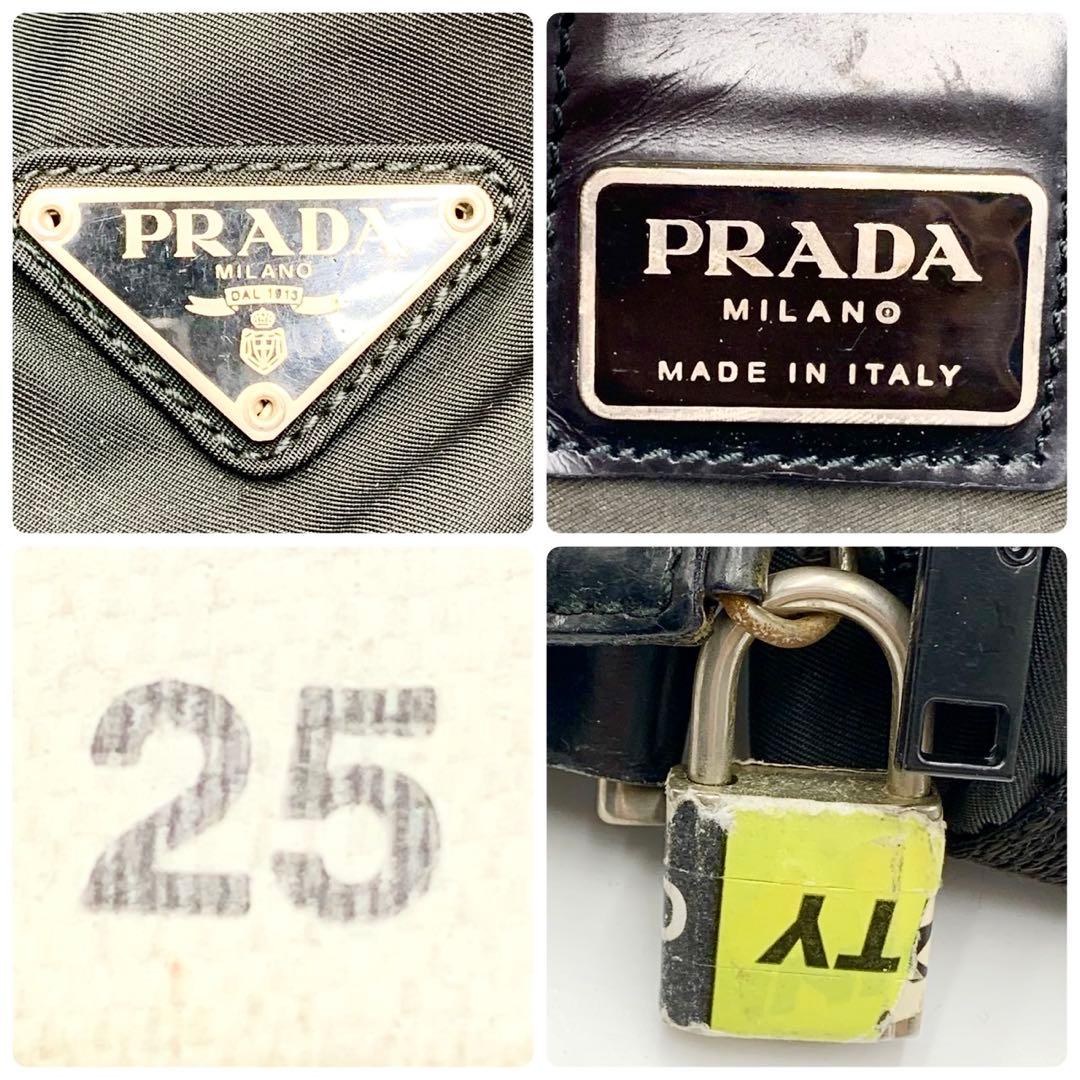 PRADA
MILANO
DAL 1913
PRADA
MILANO
MADE IN ITALY
25
TY